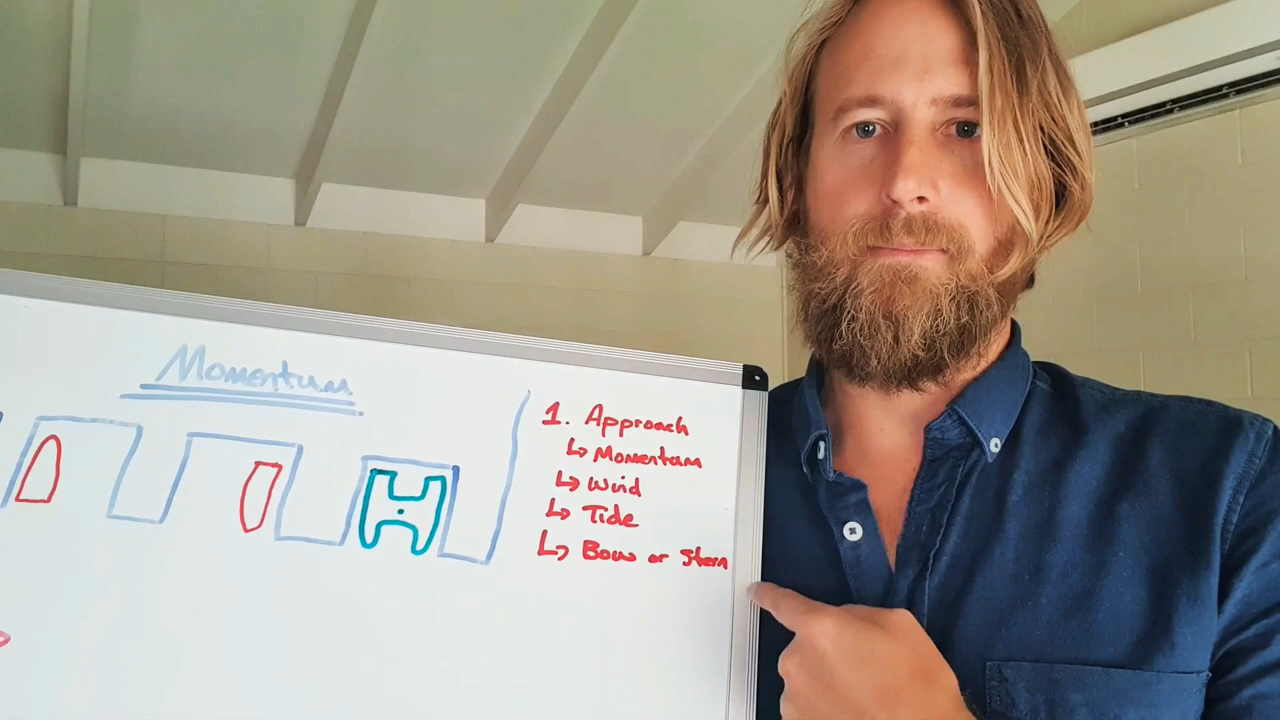 Momentum
1. Approach
↳ Momentum
↳ Wind
↳ Tide
↳ Bow or Stern